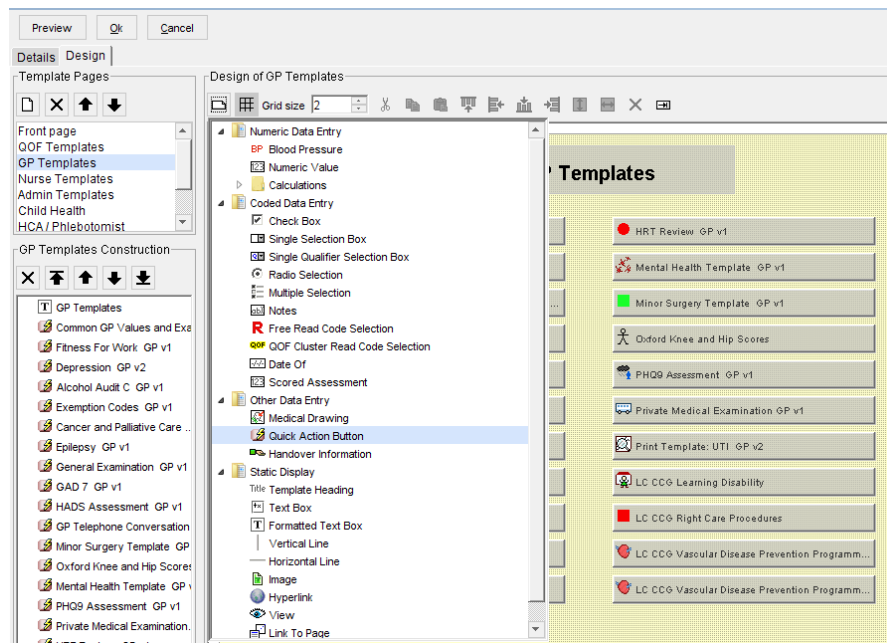 Preview Ok Cancel
Details Design
Template Pages
Front page
QOF Templates
GP Templates
Nurse Templates
Admin Templates
Child Health
HCA / Phlebotomist
GP Templates Construction
T GP Templates
Common GP Values and Exa
Fitness For Work GP v1
Depression GP v2
Alcohol Audit C GP v1
Exemption Codes GP v1
Cancer and Palliative Care ..
Epilepsy GP v1
General Examination GP v1
GAD 7 GP v1
HADS Assessment GP v1
GP Telephone Conversation
Minor Surgery Template GP
Oxford Knee and Hip Scores
Mental Health Template GP
PHQ9 Assessment GP v1
Private Medical Examination.
Design of GP Templates
Grid size 2
Numeric Data Entry
BP Blood Pressure
123 Numeric Value
Calculations
Coded Data Entry
Check Box
Single Selection Box
Single Qualifier Selection Box
Radio Selection
Multiple Selection
Notes
R Free Read Code Selection
QOF QOF Cluster Read Code Selection
Date Of
123 Scored Assessment
Other Data Entry
Medical Drawing
Quick Action Button
Handover Information
Static Display
Title Template Heading
Text Box
T Formatted Text Box
Vertical Line
Horizontal Line
Image
Hyperlink
View
Link To Page
Templates
...
HRT Review GP v1
Mental Health Template GP v1
Minor Surgery Template GP v1
Oxford Knee and Hip Scores
PHQ9 Assessment GP v1
Private Medical Examination GP v1
Print Template: UTI GP v2
LC CCG Learning Disability
LC CCG Right Care Procedures
LC CCG Vascular Disease Prevention Programm...
LC CCG Vascular Disease Prevention Programm...